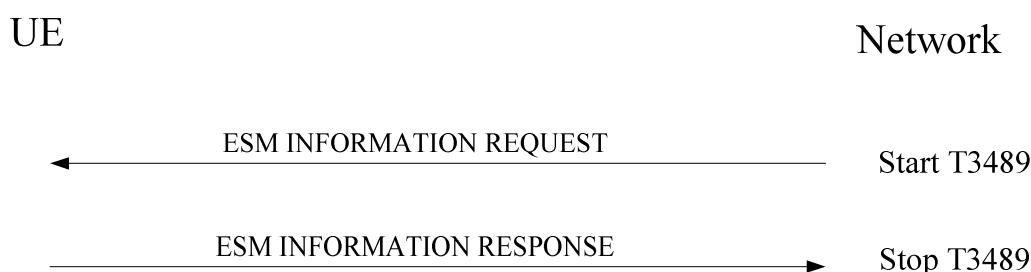 UE
Network
ESM INFORMATION REQUEST
Start T3489
ESM INFORMATION RESPONSE
Stop T3489